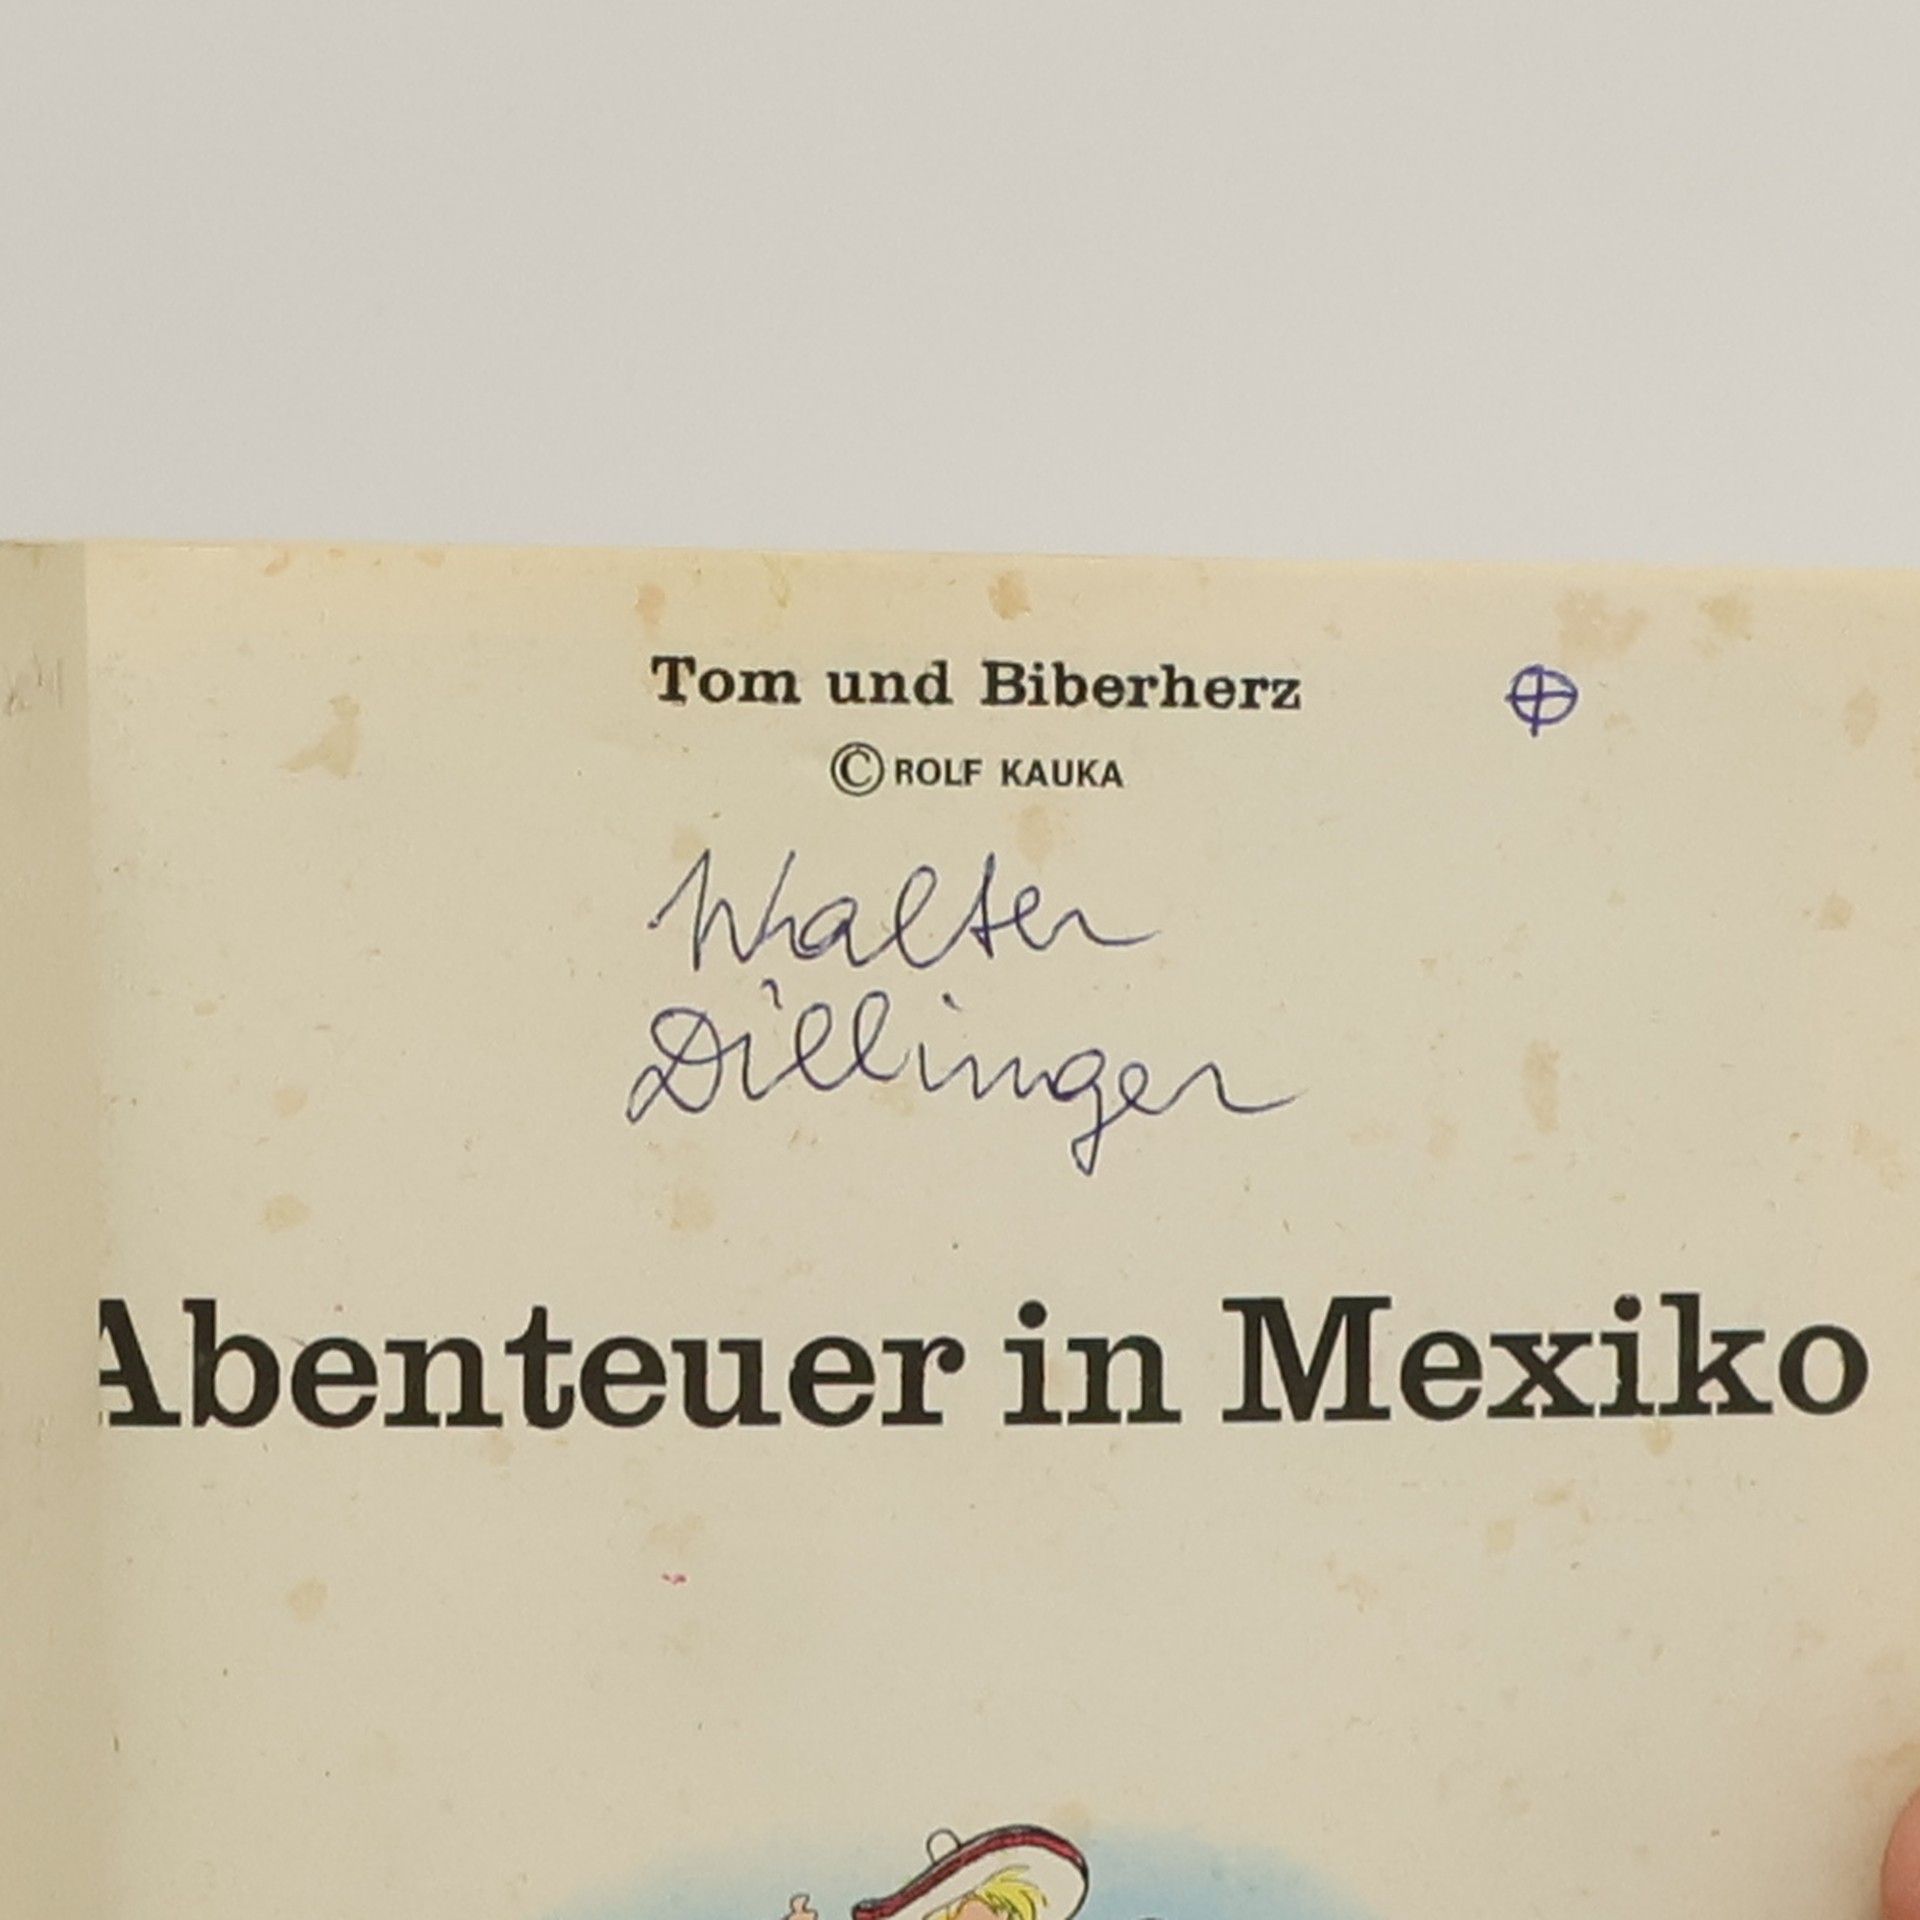 Tom und Biberherz
© ROLF KAUKA
Walter
Dillinger
Abenteuer in Mexiko